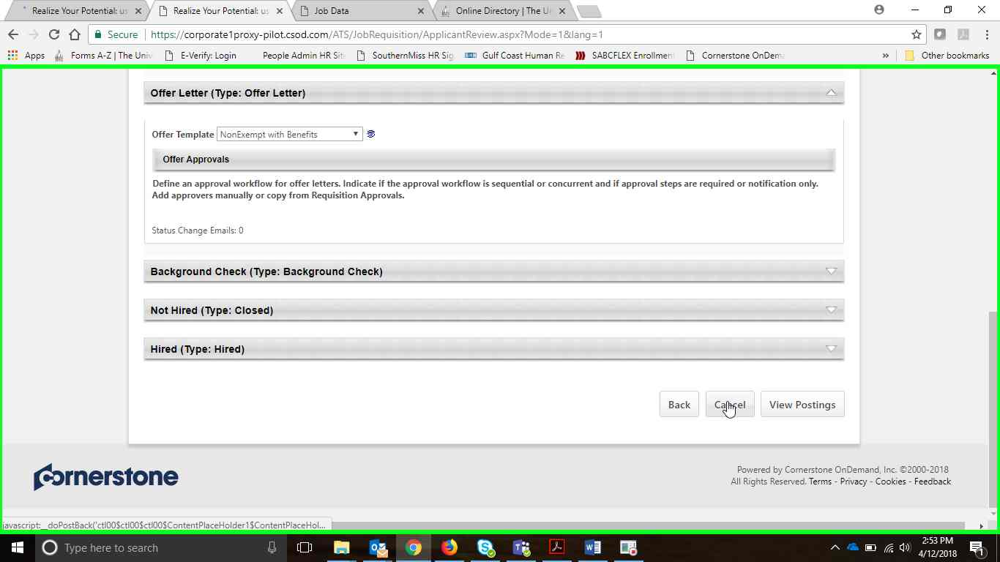 Realize Your Potential: us
Realize Your Potential: us
Job Data
Online Directory | The Un
Secure
https://corporate1proxy-pilot.csod.com/ATS/JobRequisition/ApplicantReview.aspx?Mode=1&lang=1
Apps
Forms A-Z | The Univ
E-Verify: Login
People Admin HR Site
SouthernMiss HR Sig
Gulf Coast Human Re
SABCFLEX Enrollment
Cornerstone OnDema
»
Other bookmarks
Offer Letter (Type: Offer Letter)
Offer Template NonExempt with Benefits
Offer Approvals
Define an approval workflow for offer letters. Indicate if the approval workflow is sequential or concurrent and if approval steps are required or notification only.
Add approvers manually or copy from Requisition Approvals.
Status Change Emails: 0
Background Check (Type: Background Check)
Not Hired (Type: Closed)
Hired (Type: Hired)
Back Cancel View Postings
cornerstone
Powered by Cornerstone OnDemand, Inc. ©2000-2018
All Rights Reserved. Terms - Privacy - Cookies - Feedback
javascript:__doPostBack('ctl00$ctl00$ctl00$ContentPlaceHolder1$ContentPlaceHol...
Type here to search
2:53 PM
4/12/2018
1